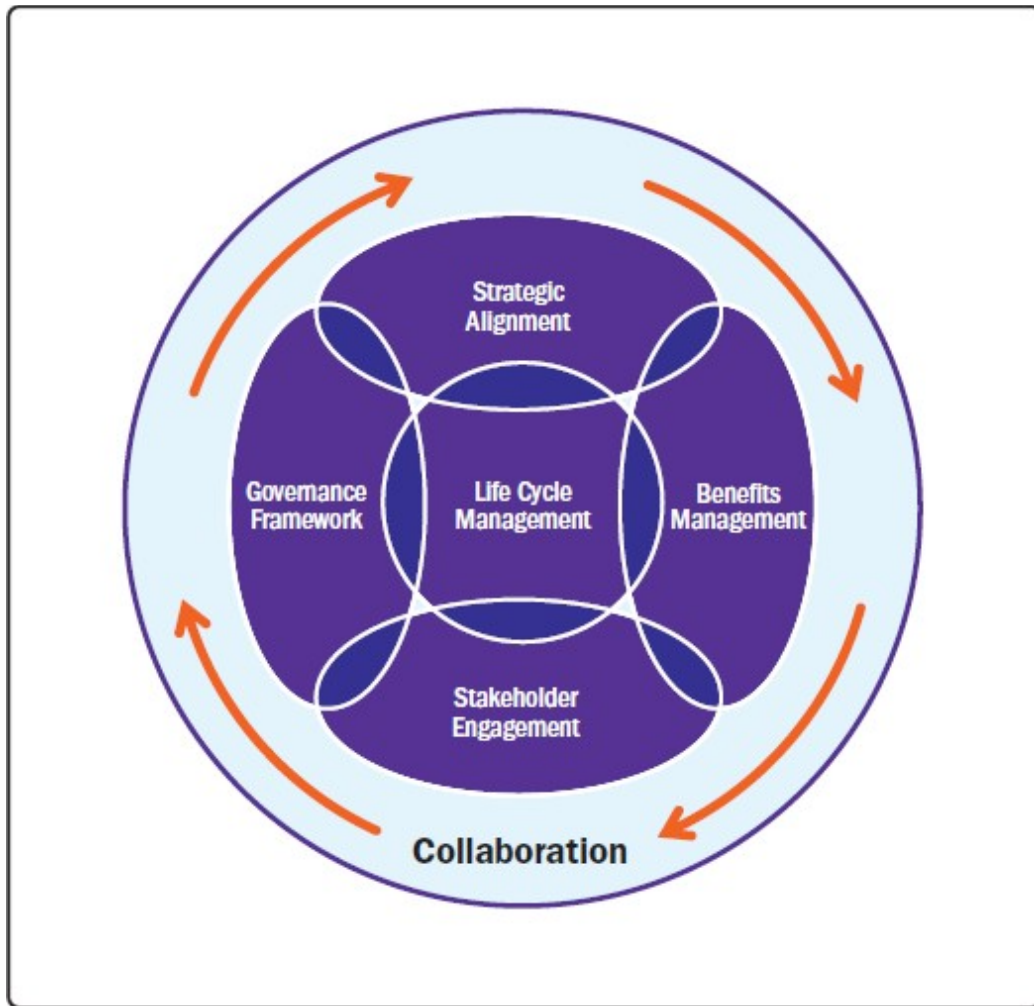 Strategic
Alignment
Governance
Framework
Life Cycle
Management
Benefits
Management
Stakeholder
Engagement
Collaboration